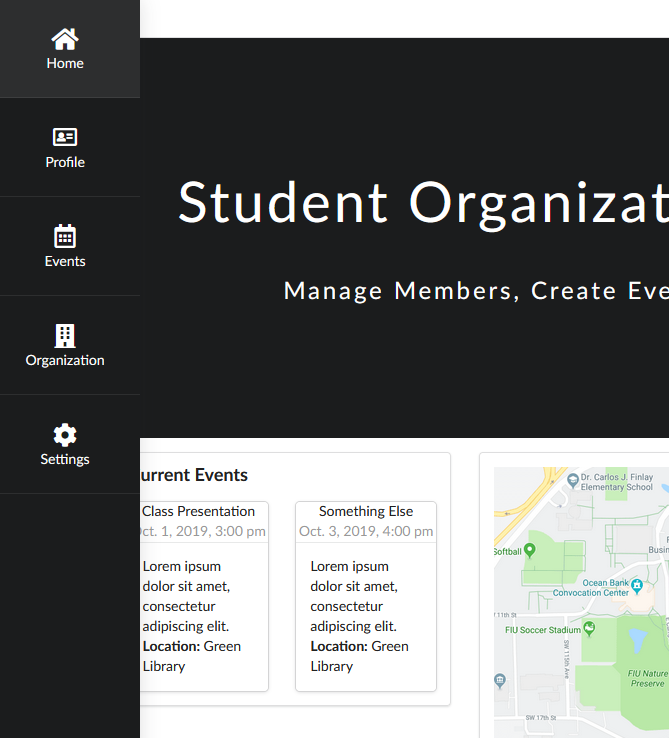 Home
Profile
Events
Organization
Settings
Student Organizat
Manage Members, Create Eve
urrent Events
Class Presentation
ct. 1, 2019, 3:00 pm
Lorem ipsum
dolor sit amet,
consectetur
adipiscing elit.
Location: Green
Library
Something Else
Oct. 3, 2019, 4:00 pm
Lorem ipsum
dolor sit amet,
consectetur
adipiscing elit.
Location: Green
Library
Dr. Carlos J. Finlay
Elementary School
Softball
Busin
Ocean Bank
Convocation Center
11th St
FIU Soccer Stadium
SW 115th Ave
FIU Nature
Preserve
SW 17th St